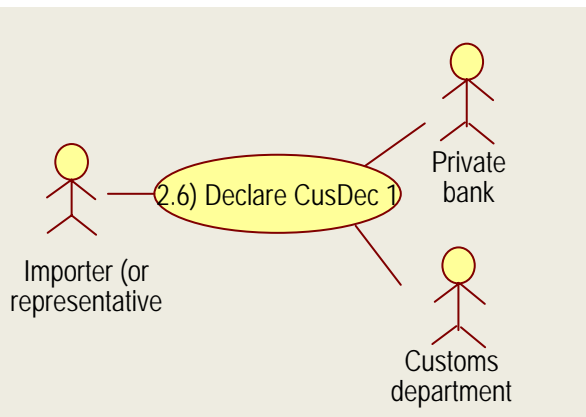 Private
bank
2.6) Declare CusDec 1
Importer (or
representative
Customs
department